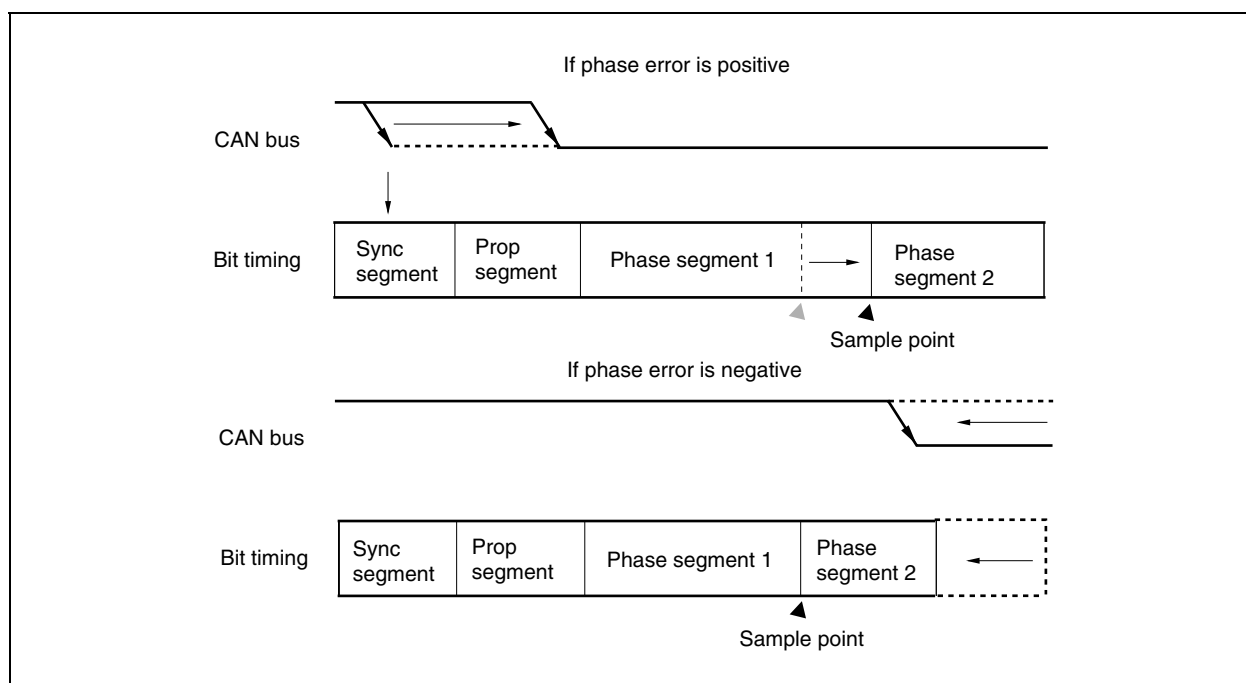 If phase error is positive
CAN bus
Bit timing
Sync
segment
Prop
segment
Phase segment 1
Phase
segment 2
Sample point
If phase error is negative
CAN bus
Bit timing
Sync
segment
Prop
segment
Phase segment 1
Phase
segment 2
Sample point